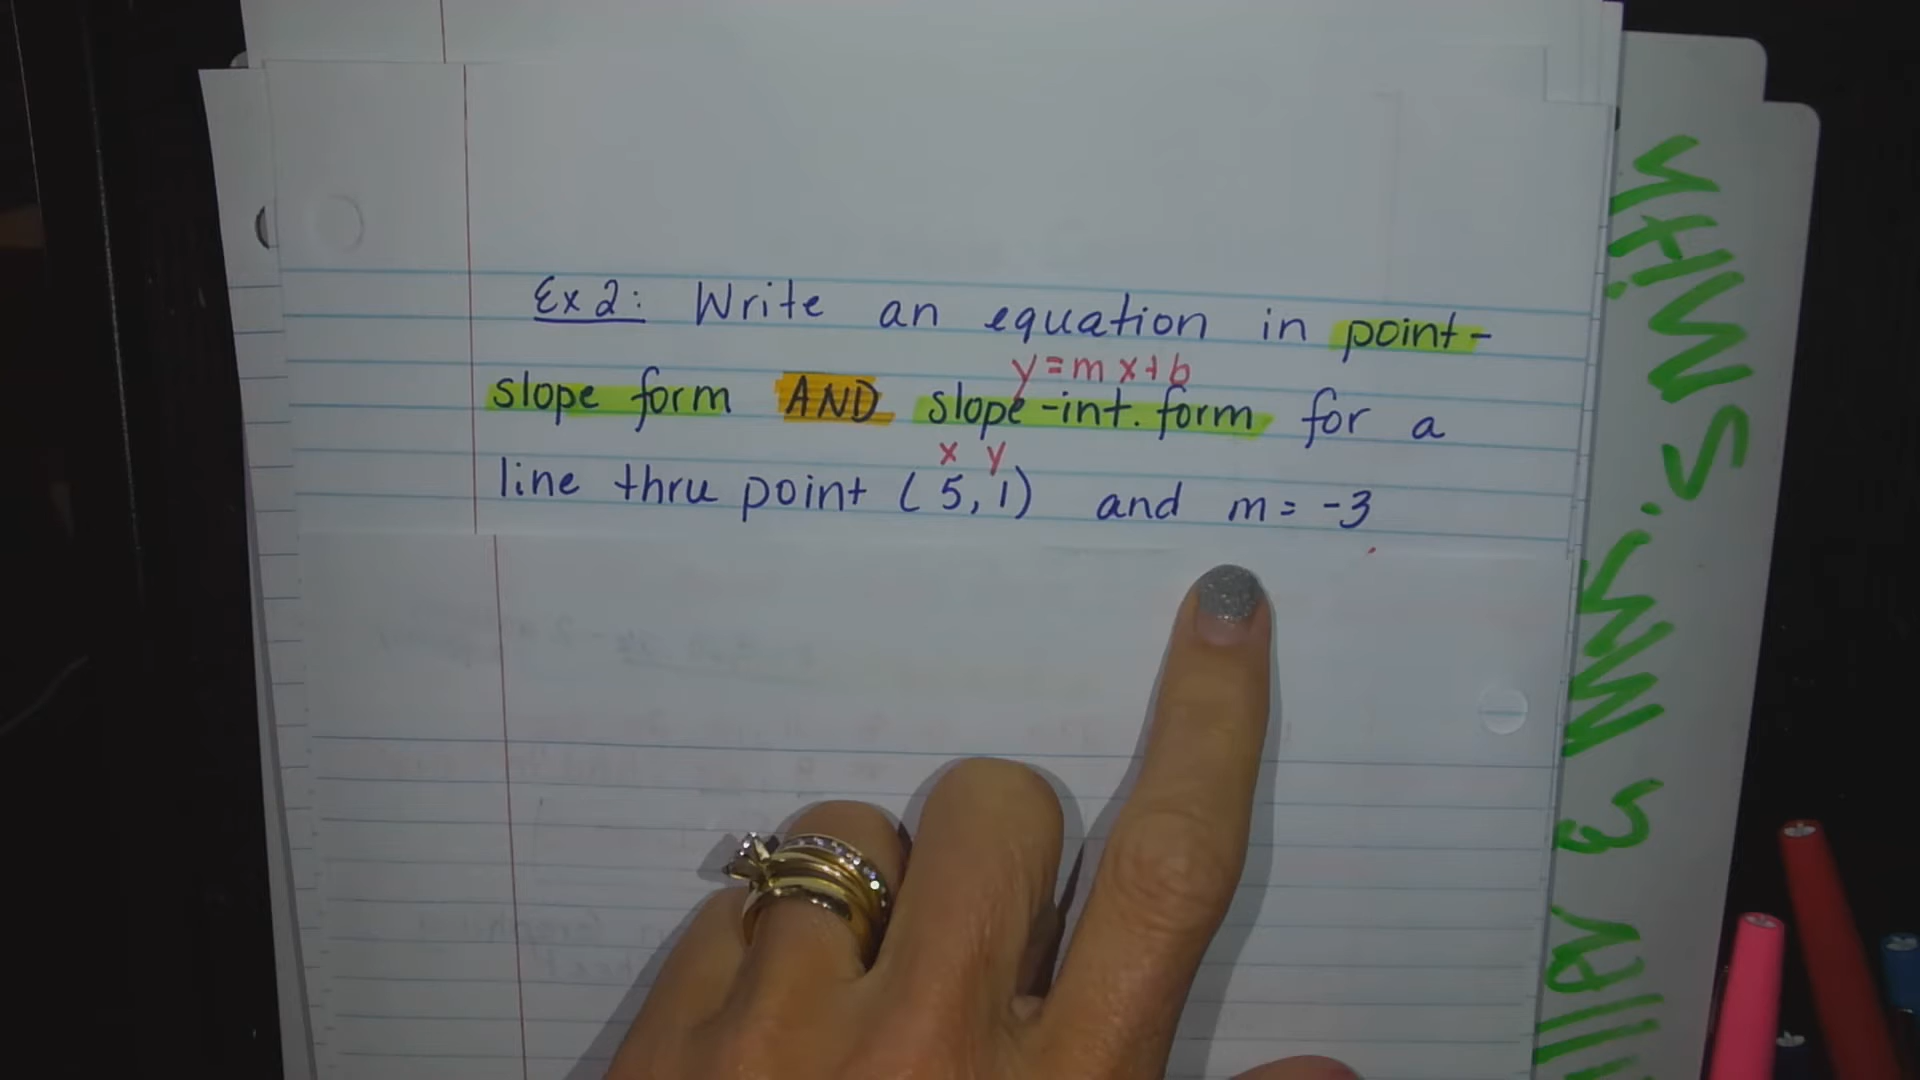 Ex 2: Write an equation in point-
y=mx+b
slope form AND slope-int. form for a
x y
line thru point (5,1) and m = -3